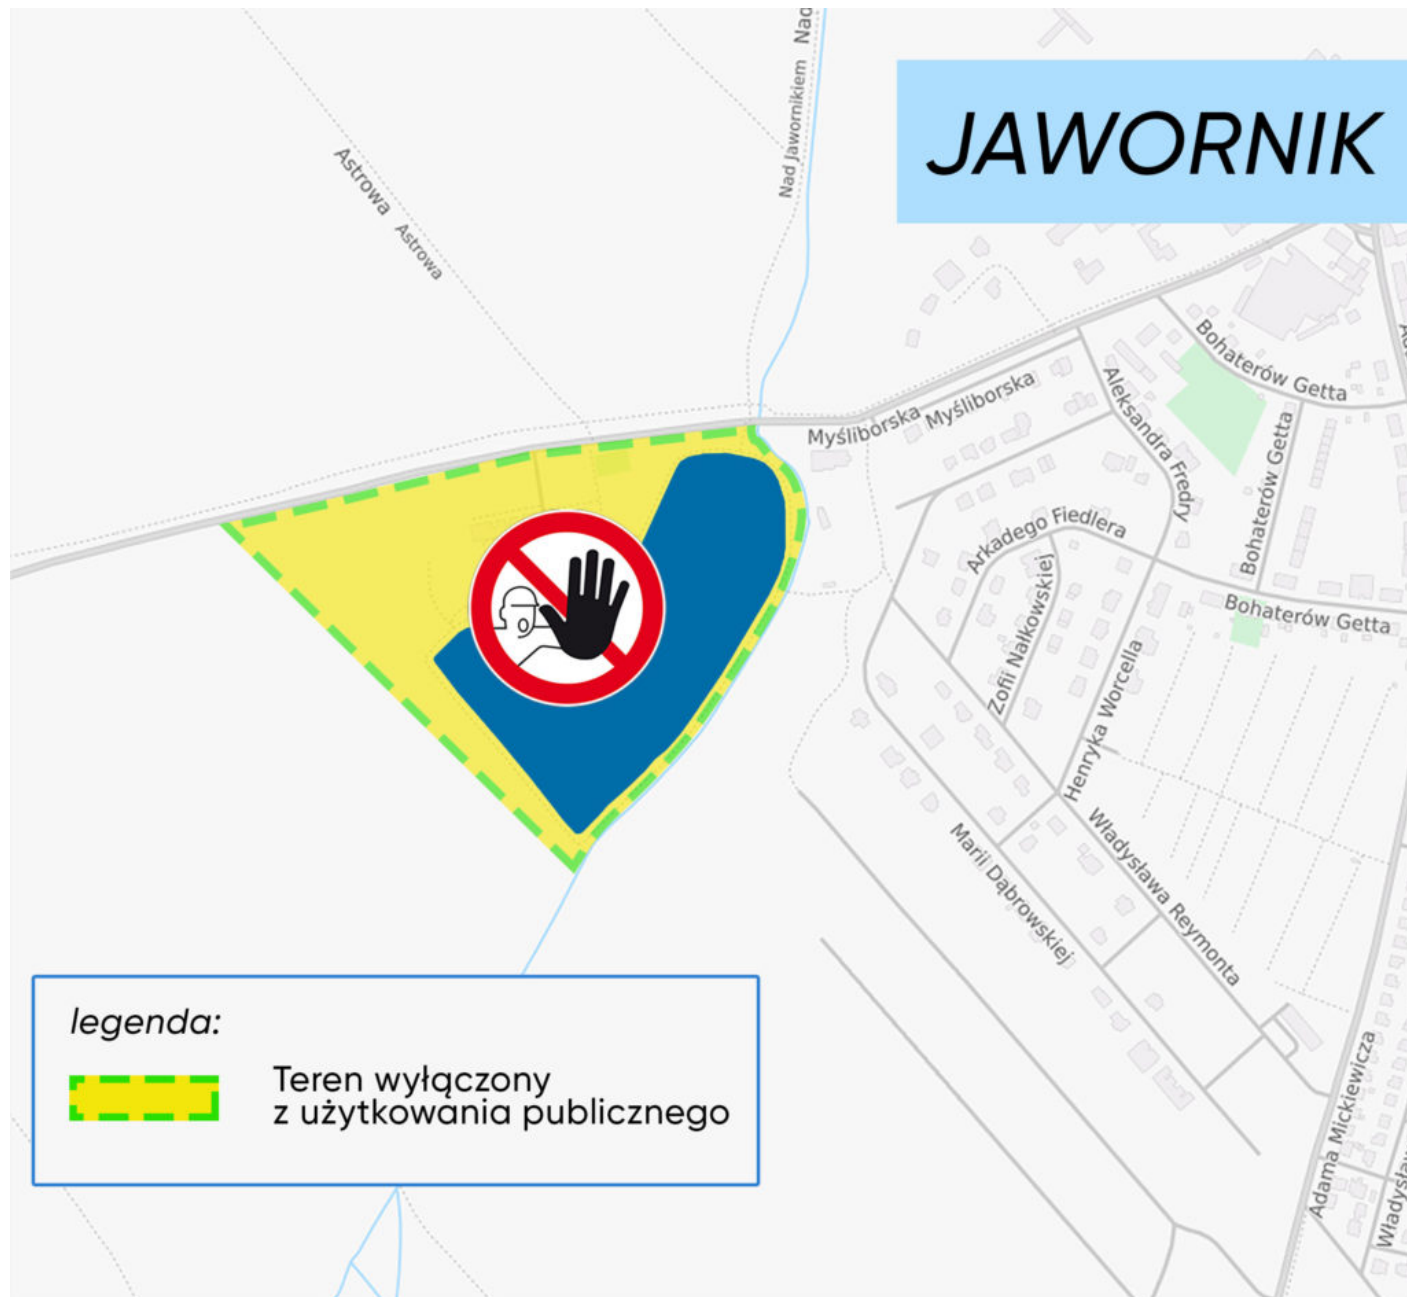 Nad Jawornikiem Nad
JAWORNIK
Astrowa
Astrowa
Bohaterów Getta
Myśliborska
Myśliborska
Aleksandra Fredry
Bohaterów Getta
Arkadego Fiedlera
Zofii Nałkowskiej
Bohaterów Getta
Henryka Worcella
Władysława Reymonta
Marii Dąbrowskiej
Adama Mickiewicza
Władysław
legenda:
Teren wyłączony
z użytkowania publicznego